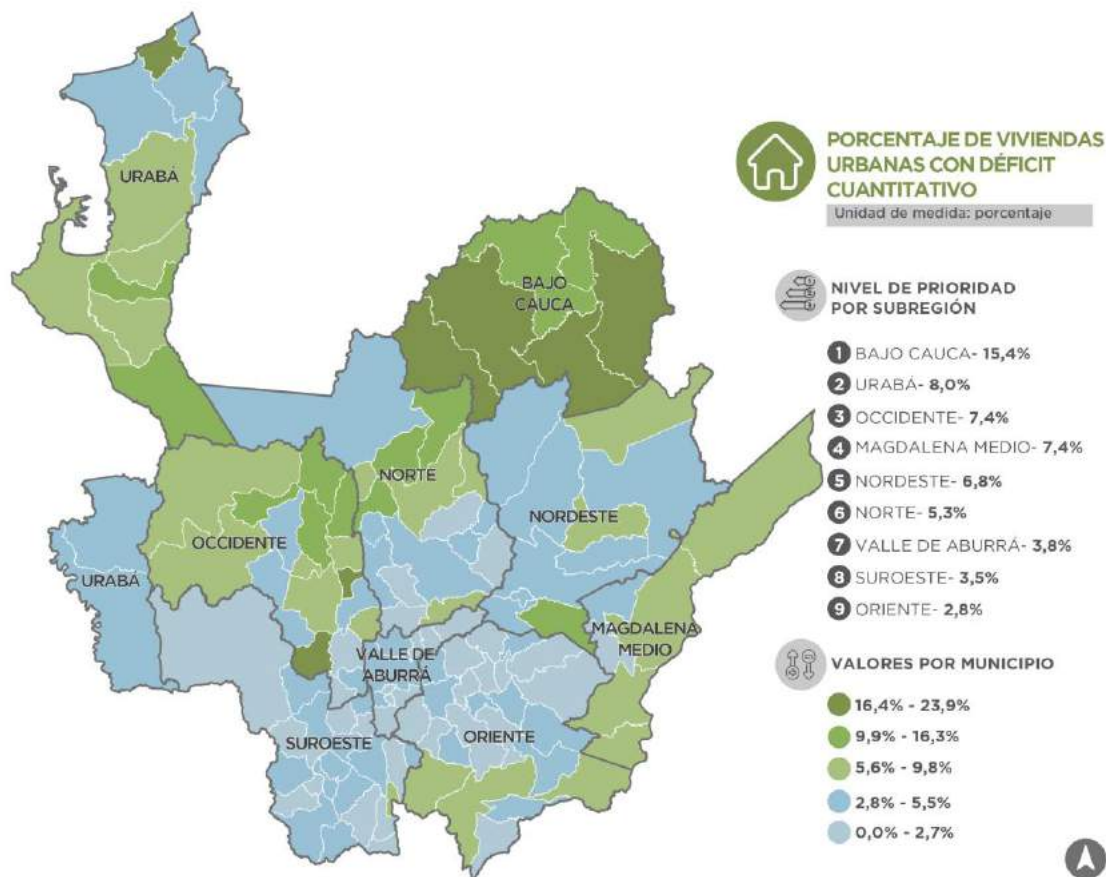 PORCENTAJE DE VIVIENDAS
URBANAS CON DÉFICIT
CUANTITATIVO
Unidad de medida: porcentaje
NIVEL DE PRIORIDAD
POR SUBREGIÓN
1 BAJO CAUCA- 15,4%
2 URABÁ- 8,0%
3 OCCIDENTE- 7,4%
4 MAGDALENA MEDIO- 7,4%
5 NORDESTE- 6,8%
6 NORTE- 5,3%
7 VALLE DE ABURRÁ- 3,8%
8 SUROESTE- 3,5%
9 ORIENTE- 2,8%
VALORES POR MUNICIPIO
16,4% - 23,9%
9,9% - 16,3%
5,6% - 9,8%
2,8% - 5,5%
0,0% - 2,7%
URABÁ
BAJO
CAUCA
NORTE
NORDESTE
OCCIDENTE
URABÁ
MAGDALENA
MEDIO
VALLE DE
ABURRÁ
SUROESTE
ORIENTE